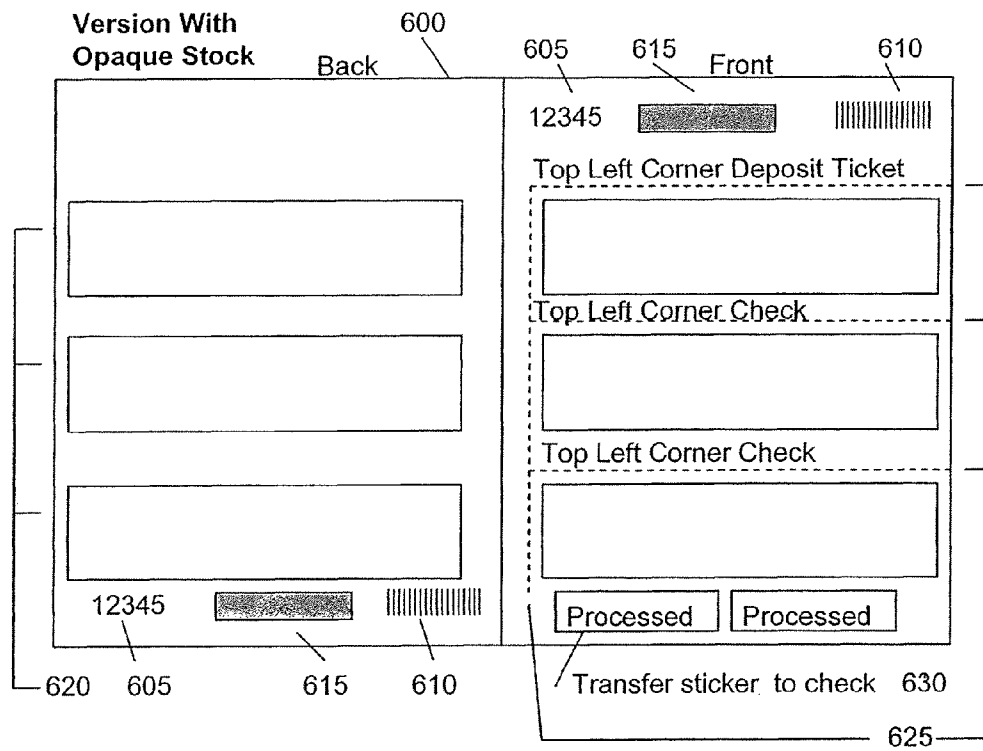 Version With
Opaque Stock
600
Back
605
615
Front
610
12345
Top Left Corner Deposit Ticket
Top Left Corner Check
Top Left Corner Check
12345
Processed
Processed
620
605
615
610
Transfer sticker to check 630
625